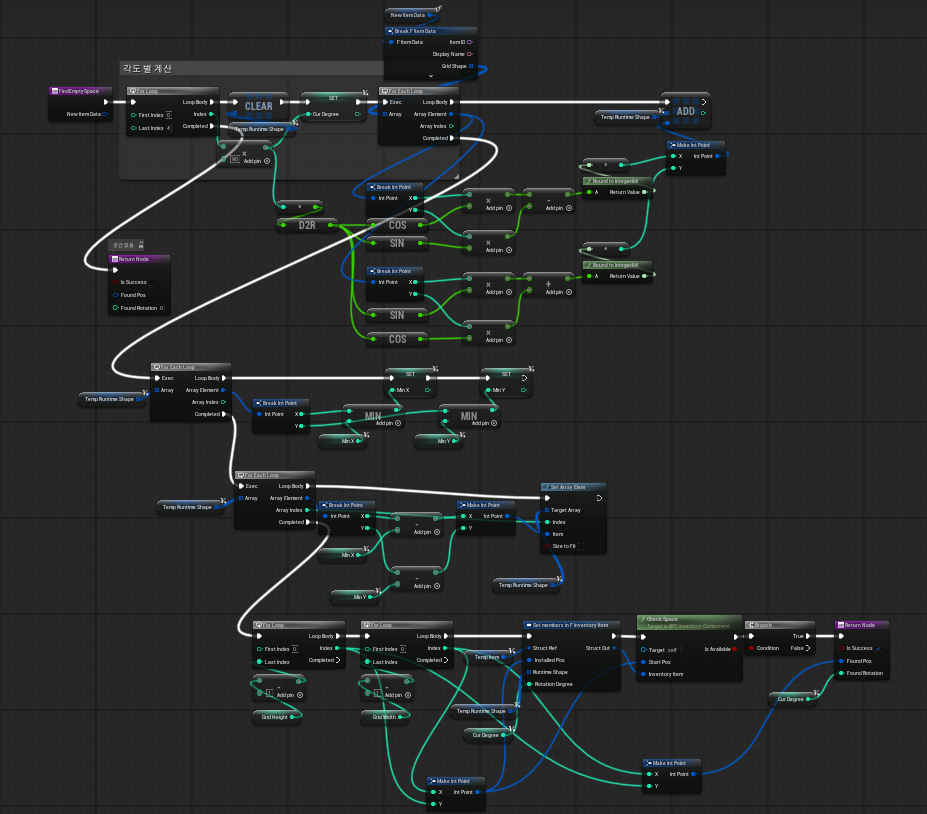 New Item Data
Break F Item Data
F Item Data
Item ID
Display Name
Grid Shape
각도 별 계산
FindEmptySpace
New Item Data
For Loop
Loop Body
First Index 0
Index
Last Index 4
Completed
CLEAR
Temp Runtime Shape
SET
Cur Degree
90
Add pin
For Each Loop
Exec
Loop Body
Array
Array Element
Array Index
Completed
Temp Runtime Shape
ADD
Make Int Point
X
Int Point
Y
Round to Integer64
A
Return Value
Break Int Point
Int Point
X
Y
D2R
COS
SIN
Add pin
Add pin
Add pin
Round to Integer64
A
Return Value
Break Int Point
Int Point
X
Y
SIN
COS
Add pin
Add pin
Add pin
Return Node
Is Success
Found Pos
Found Rotation 0
For Each Loop
Exec
Loop Body
Array
Array Element
Array Index
Completed
Temp Runtime Shape
Break Int Point
Int Point
X
Y
SET
Min X
SET
Min Y
MIN
Add pin
MIN
Add pin
Min X
Min Y
For Each Loop
Exec
Loop Body
Array
Array Element
Array Index
Completed
Temp Runtime Shape
Break Int Point
Int Point
X
Y
Add pin
Min X
Add pin
Min Y
Make Int Point
X
Int Point
Y
Set Array Elem
Target Array
Index
Item
Size to Fit
Temp Runtime Shape
For Loop
Loop Body
First Index 0
Index
Last Index
Completed
1
Add pin
Grid Height
For Loop
Loop Body
First Index 0
Index
Last Index
Completed
1
Add pin
Grid Width
Temp Item
Temp Runtime Shape
Cur Degree
Set members in F Inventory Item
Struct Ref
Struct Out
Installed Pos
Runtime Shape
Rotation Degree
Check Space
Target is BPC Inventory Component
Target self
Is Available
Start Pos
Inventory Item
Branch
True
Condition
False
Return Node
Is Success
Found Pos
Found Rotation
Cur Degree
Make Int Point
X
Int Point
Y
Make Int Point
X
Int Point
Y